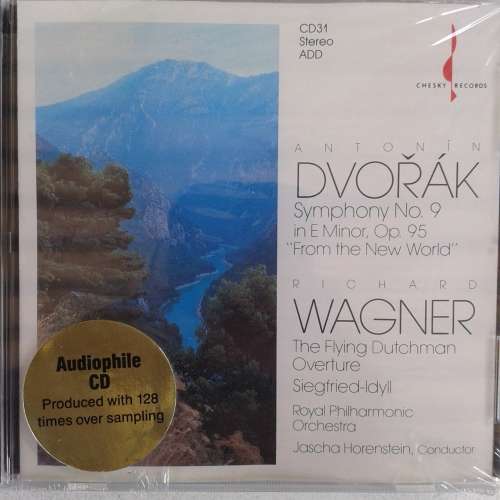 CD31
Stereo
ADD
CHESKY RECORDS
ANTONÍN
DVOŘÁK
Symphony No. 9
in E Minor, Op. 95
"From the New World"
RICHARD
WAGNER
The Flying Dutchman
Overture
Siegfried-Idyll
Royal Philharmonic
Orchestra
Jascha Horenstein, Conductor
Audiophile
CD
Produced with 128
times over sampling